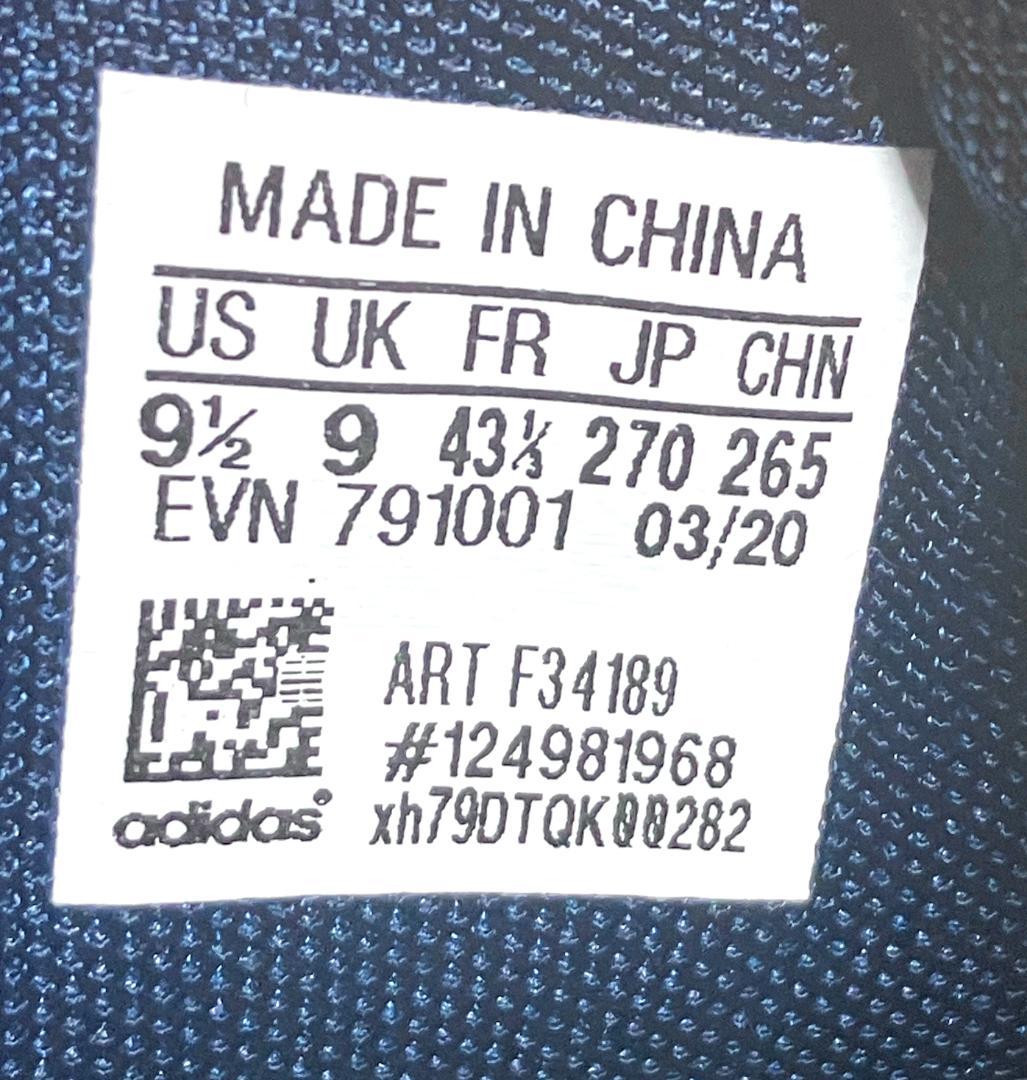 MADE IN CHINA
US UK FR JP CHN
9½ 9 43⅓ 270 265
EVN 791001 03/20
ART F34189
#124981968
adidas® xh79DTQK00282